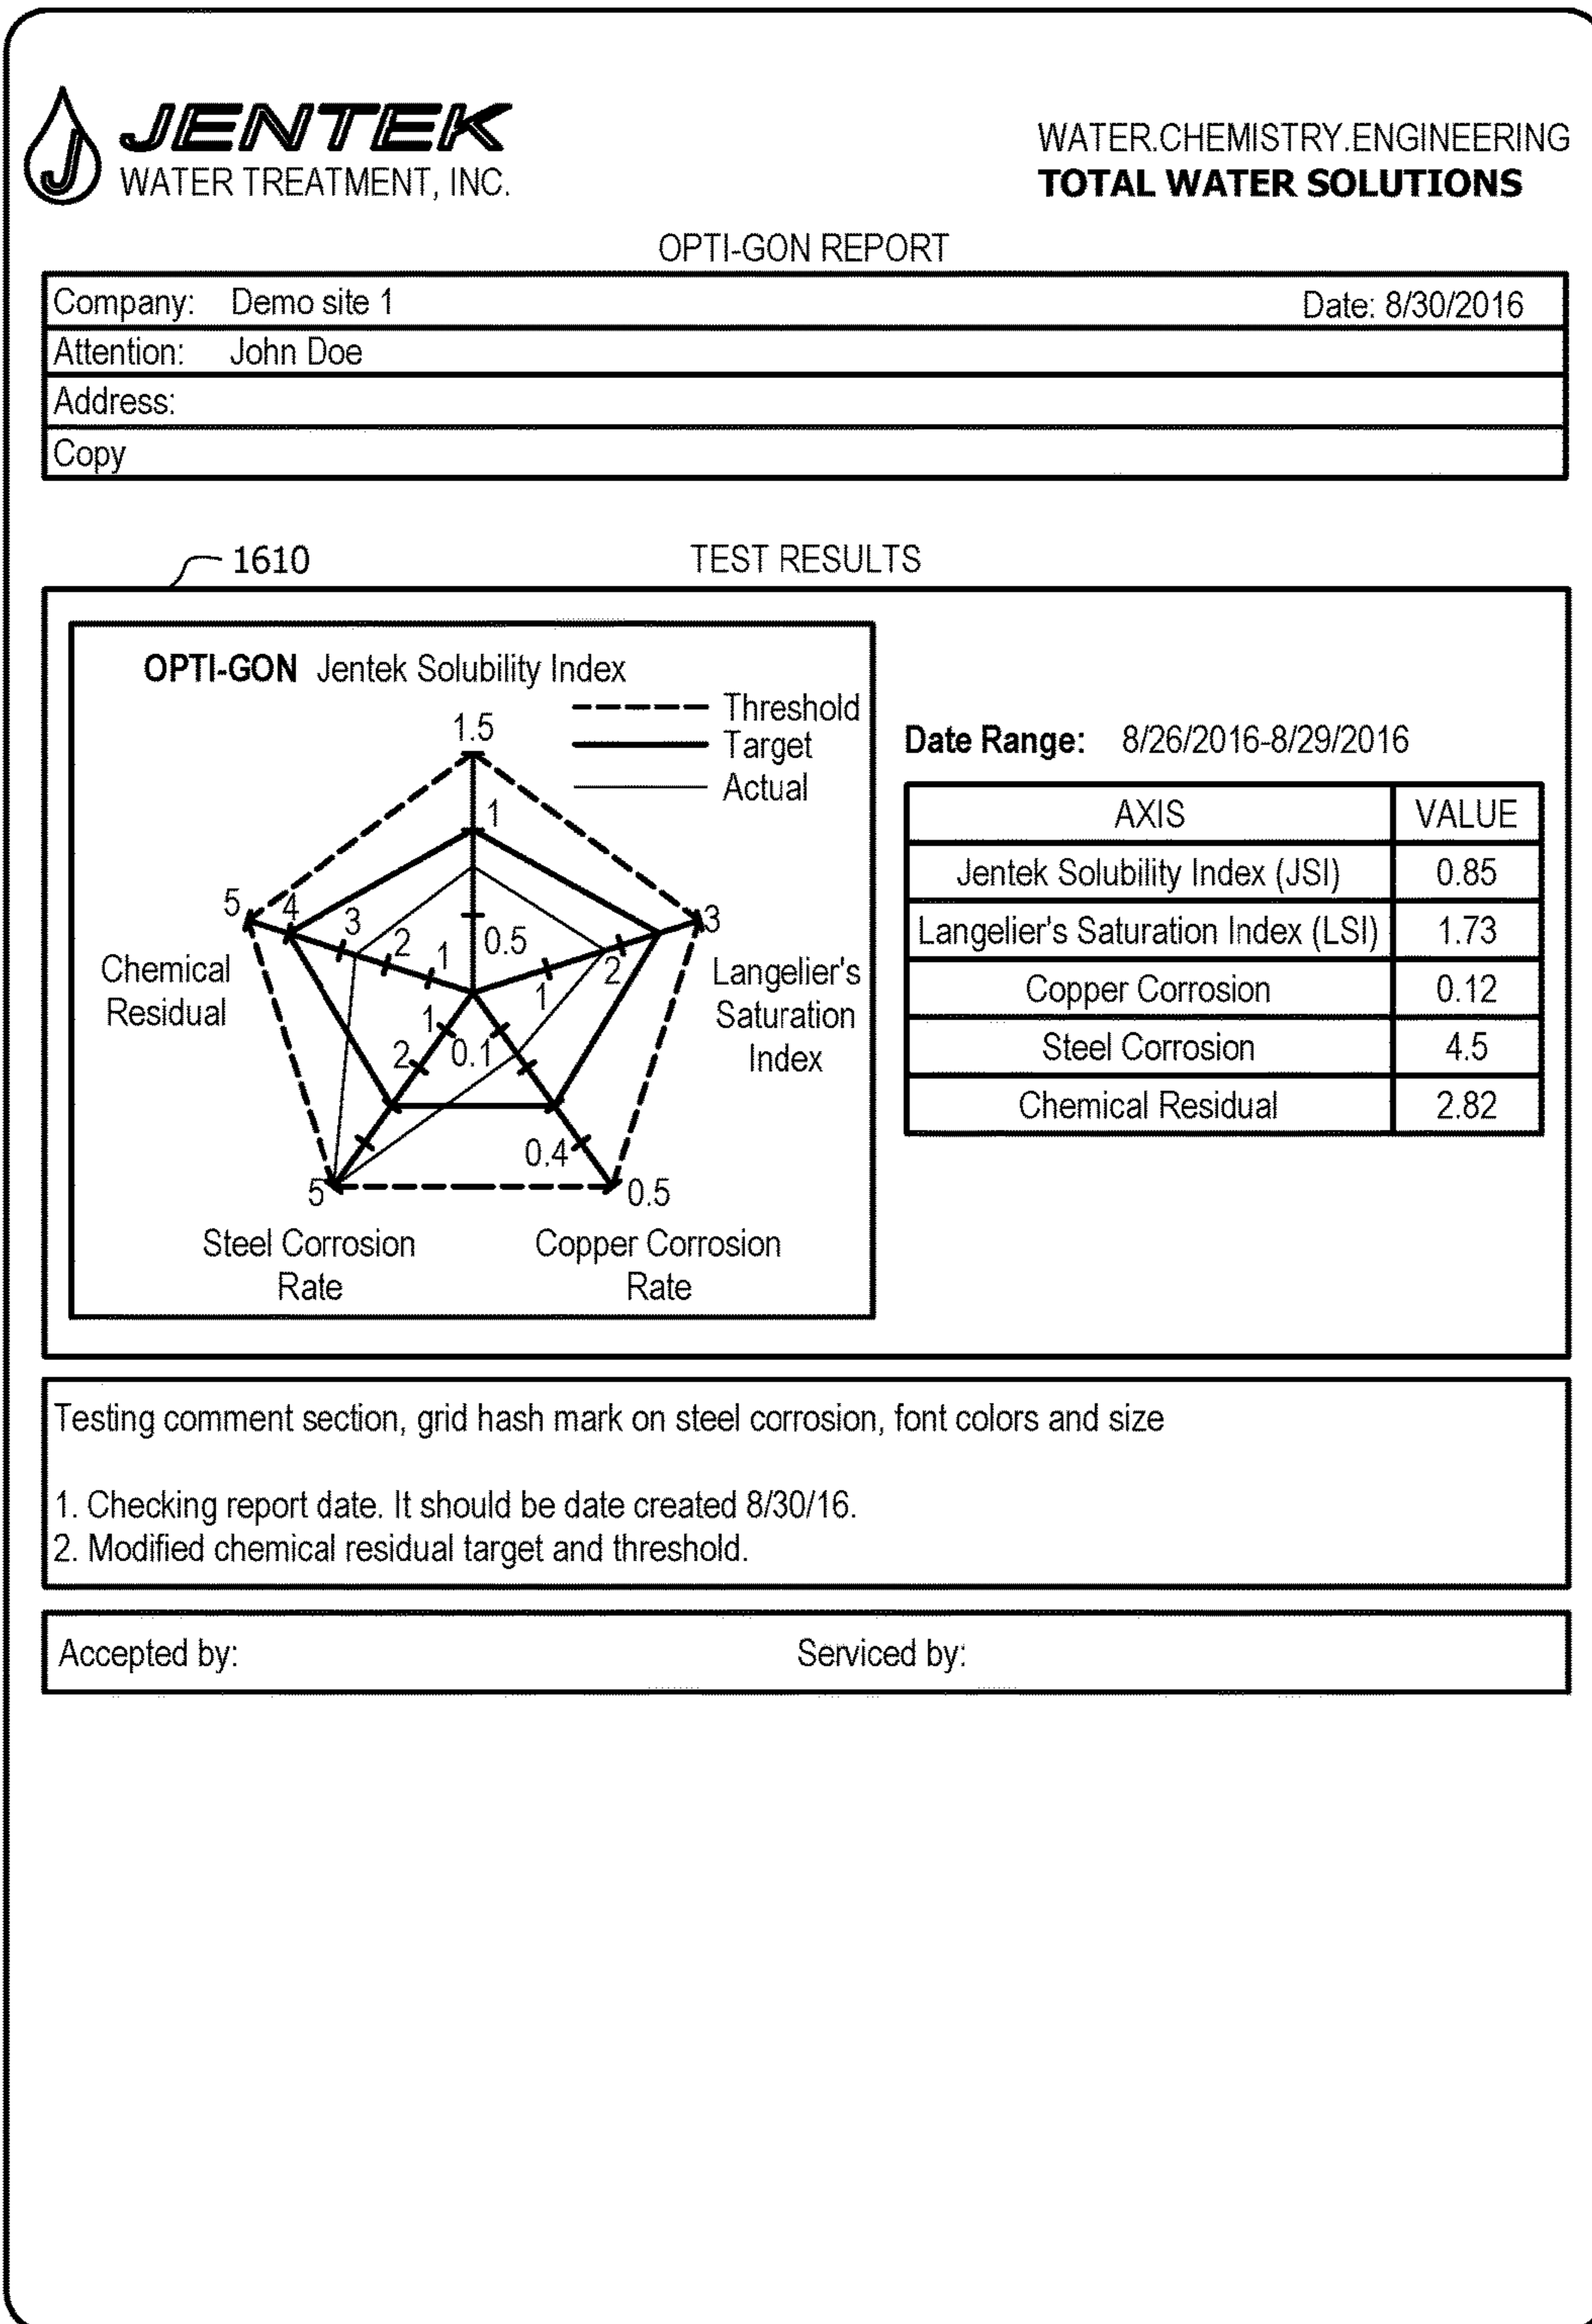 J JENTEK
WATER TREATMENT, INC.
WATER.CHEMISTRY.ENGINEERING
TOTAL WATER SOLUTIONS
OPTI-GON REPORT
Company: Demo site 1 Date: 8/30/2016
Attention: John Doe
Address:
Copy
1610 TEST RESULTS
OPTI-GON Jentek Solubility Index
Threshold
Target
Actual
1.5
1
0.5
5 4 3 2 1
3
2
1
Chemical
Residual
Langelier's
Saturation
Index
1
2
5
0.1
0.4
0.5
Steel Corrosion
Rate
Copper Corrosion
Rate
Date Range: 8/26/2016-8/29/2016
AXIS VALUE
Jentek Solubility Index (JSI) 0.85
Langelier's Saturation Index (LSI) 1.73
Copper Corrosion 0.12
Steel Corrosion 4.5
Chemical Residual 2.82
Testing comment section, grid hash mark on steel corrosion, font colors and size
1. Checking report date. It should be date created 8/30/16.
2. Modified chemical residual target and threshold.
Accepted by: Serviced by: